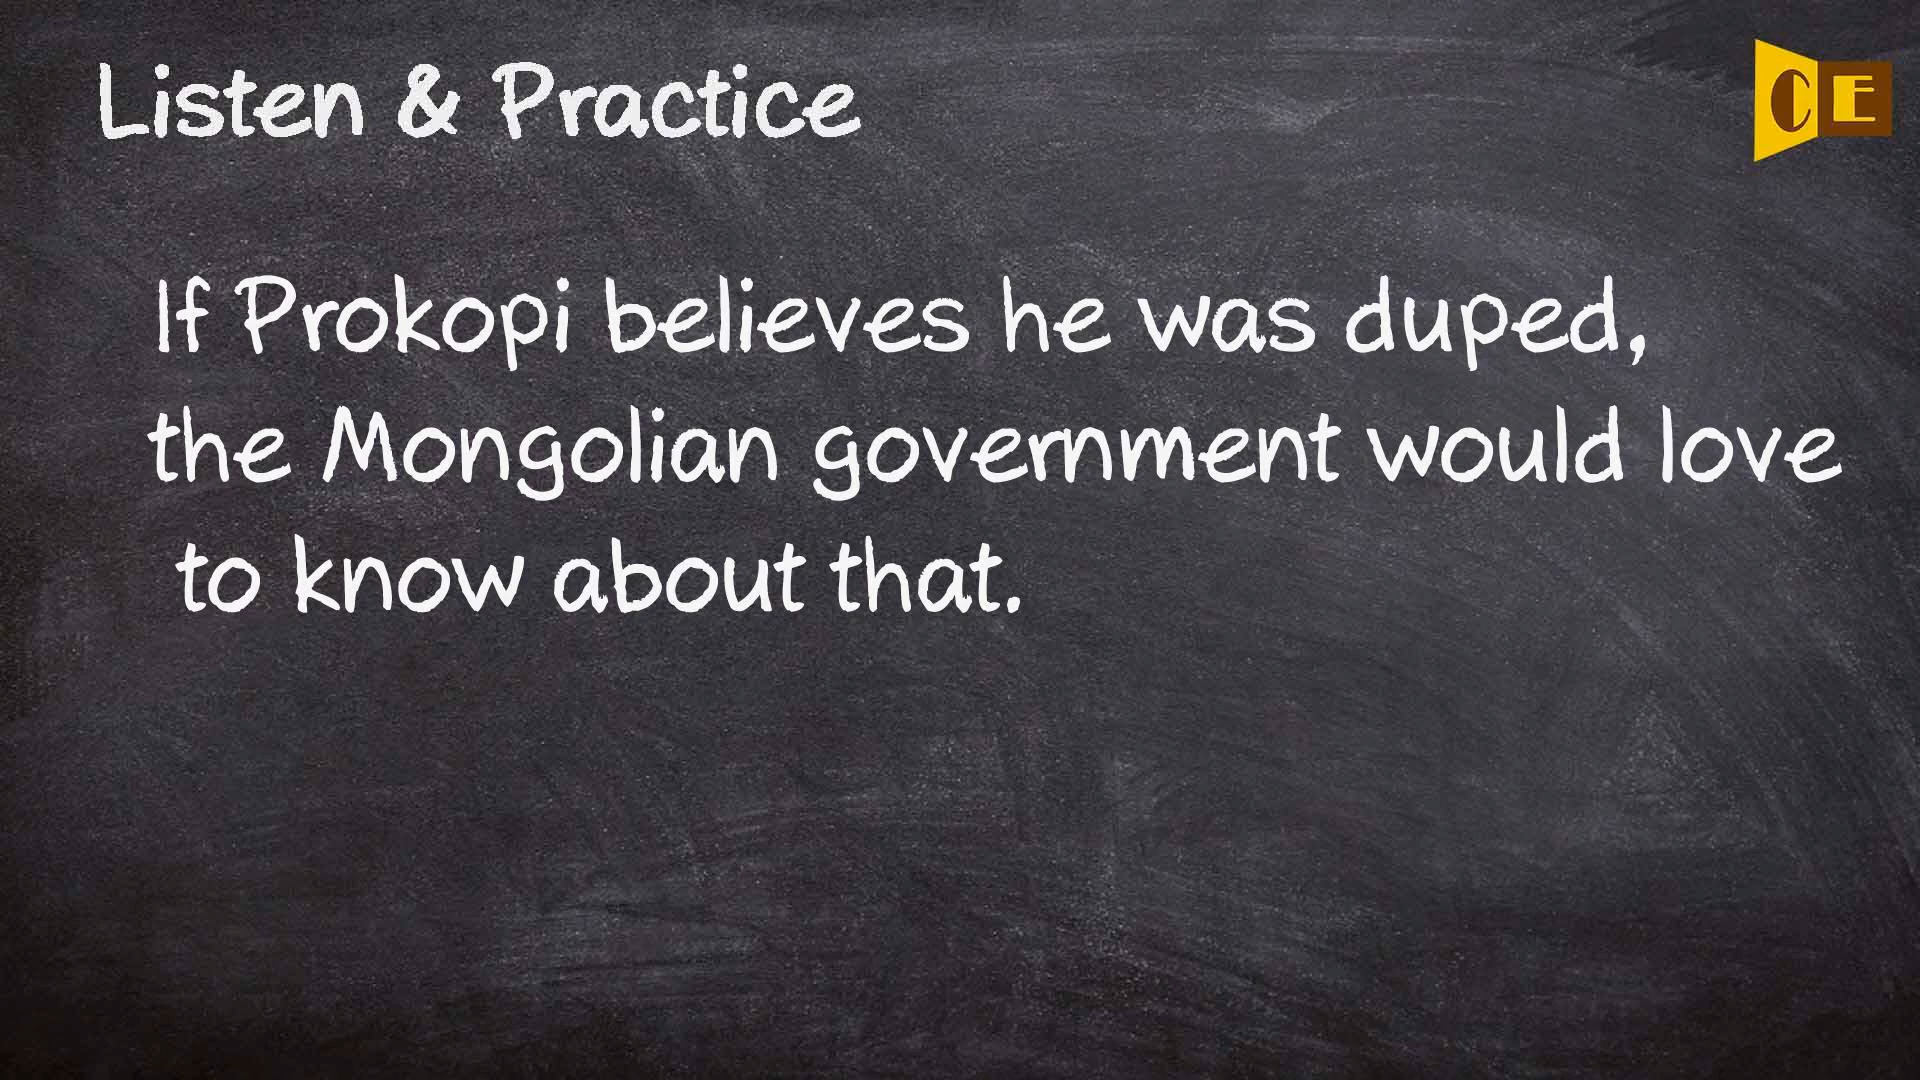 Listen & Practice
CE
If Prokopi believes he was duped,
the Mongolian government would love
to know about that.